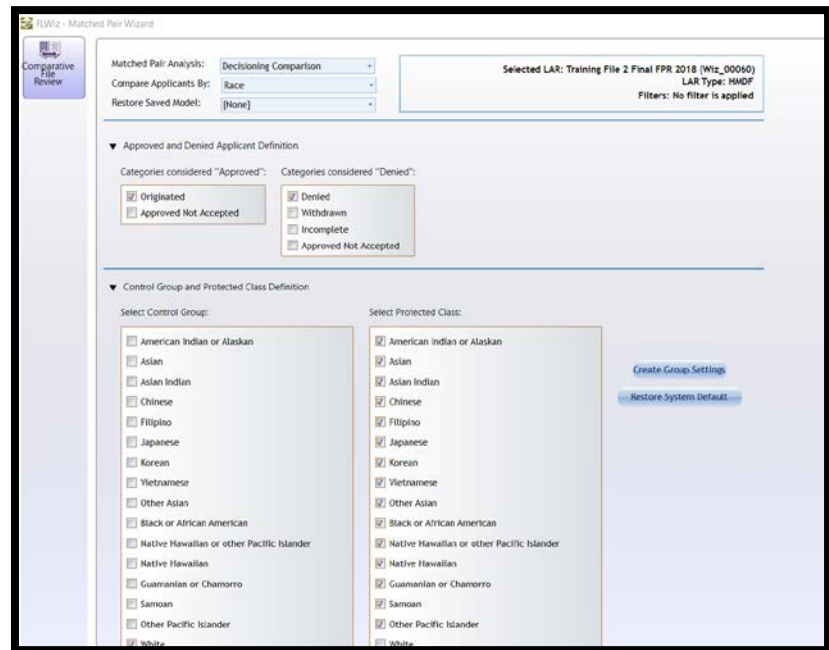 FLWiz - Matched Pair Wizard
Comparative
File
Review
Matched Pair Analysis: Decisioning Comparison
Compare Applicants By: Race
Restore Saved Model: [None]
Selected LAR: Training File 2 Final FPR 2018 (Wiz_00060)
LAR Type: HMDF
Filters: No filter is applied
Approved and Denied Applicant Definition
Categories considered "Approved": Categories considered "Denied":
Originated
Approved Not Accepted
Denied
Withdrawn
Incomplete
Approved Not Accepted
Control Group and Protected Class Definition
Select Control Group:
American Indian or Alaskan
Asian
Asian Indian
Chinese
Filipino
Japanese
Korean
Vietnamese
Other Asian
Black or African American
Native Hawaiian or other Pacific Islander
Native Hawaiian
Guamanian or Chamorro
Samoan
Other Pacific Islander
White
Select Protected Class:
American Indian or Alaskan
Asian
Asian Indian
Chinese
Filipino
Japanese
Korean
Vietnamese
Other Asian
Black or African American
Native Hawaiian or other Pacific Islander
Native Hawaiian
Guamanian or Chamorro
Samoan
Other Pacific Islander
White
Create Group Settings
Restore System Default